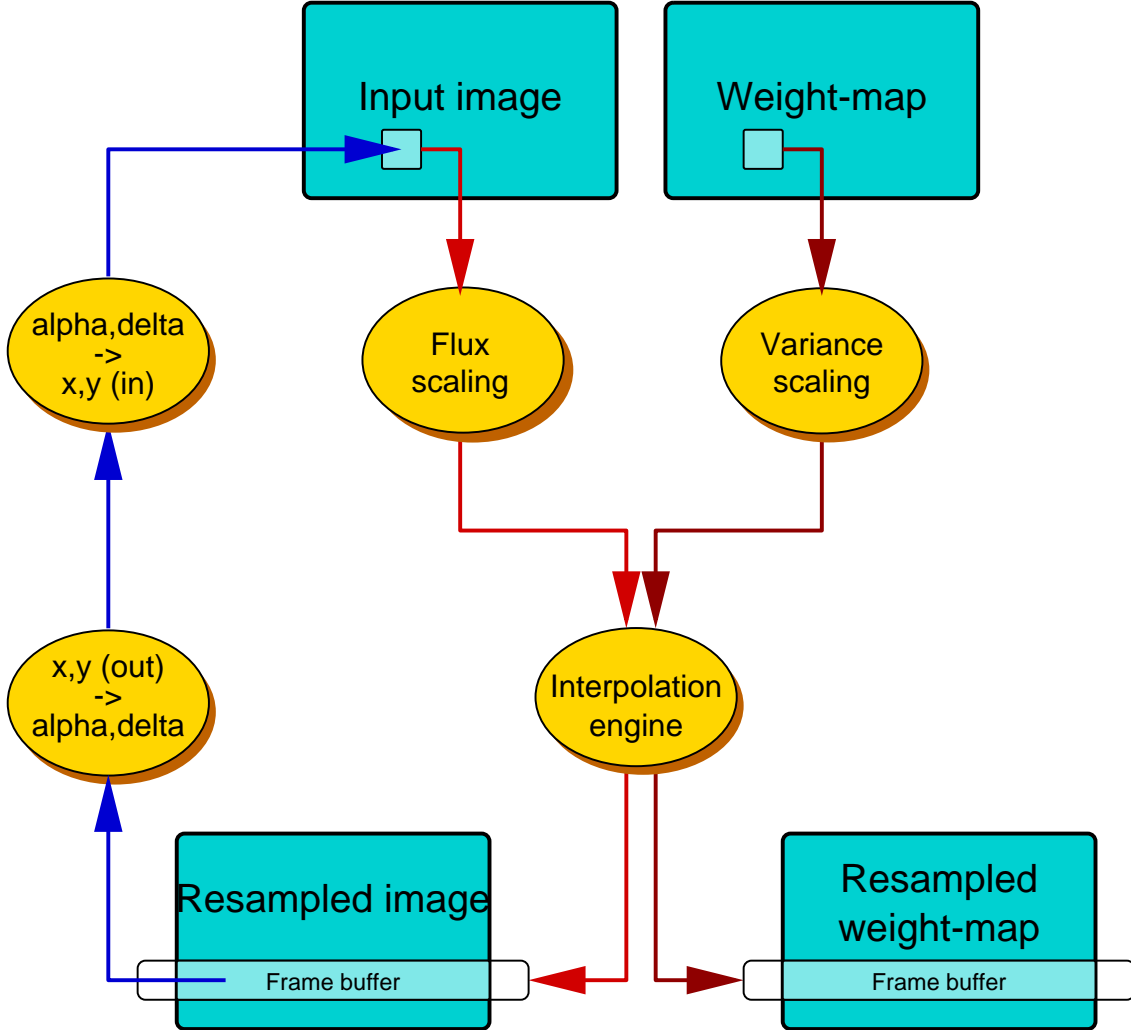 Input image
Weight-map
alpha,delta
->
x,y (in)
Flux
scaling
Variance
scaling
x,y (out)
->
alpha,delta
Interpolation
engine
Resampled image
Frame buffer
Resampled
weight-map
Frame buffer